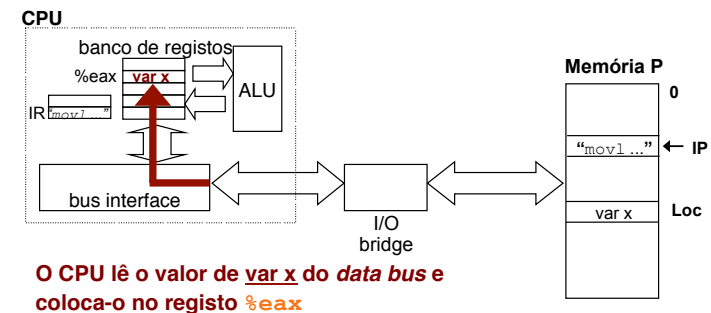 CPU
banco de registos
%eax
var x
ALU
IR
"movl ..."
bus interface
I/O
bridge
Memória P
0
"movl ..."
IP
var x
Loc
O CPU lê o valor de var x do data bus e
coloca-o no registo %eax